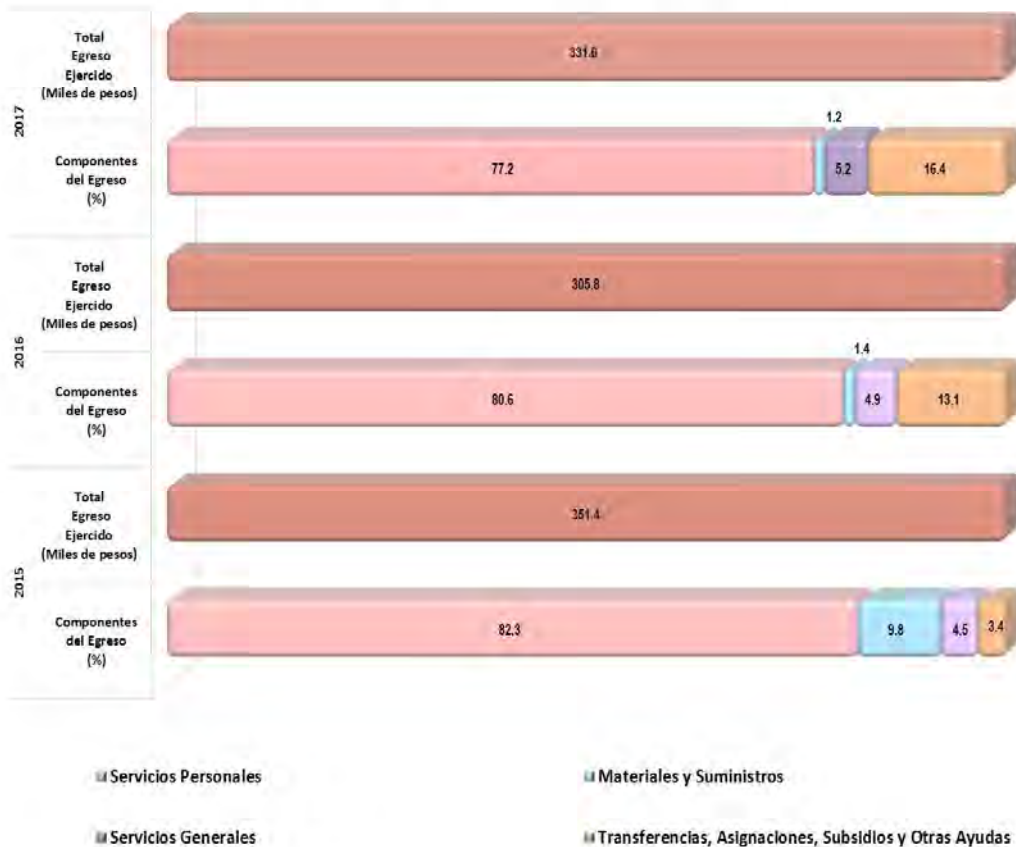 2017
Total
Egreso
Ejercido
(Miles de pesos)
331.6
1.2
Componentes
del Egreso
(%)
77.2
5.2
16.4
2016
Total
Egreso
Ejercido
(Miles de pesos)
305.8
1.4
Componentes
del Egreso
(%)
80.6
4.9
13.1
2015
Total
Egreso
Ejercido
(Miles de pesos)
351.4
Componentes
del Egreso
(%)
82.3
9.8
4.5
3.4
Servicios Personales
Materiales y Suministros
Servicios Generales
Transferencias, Asignaciones, Subsidios y Otras Ayudas